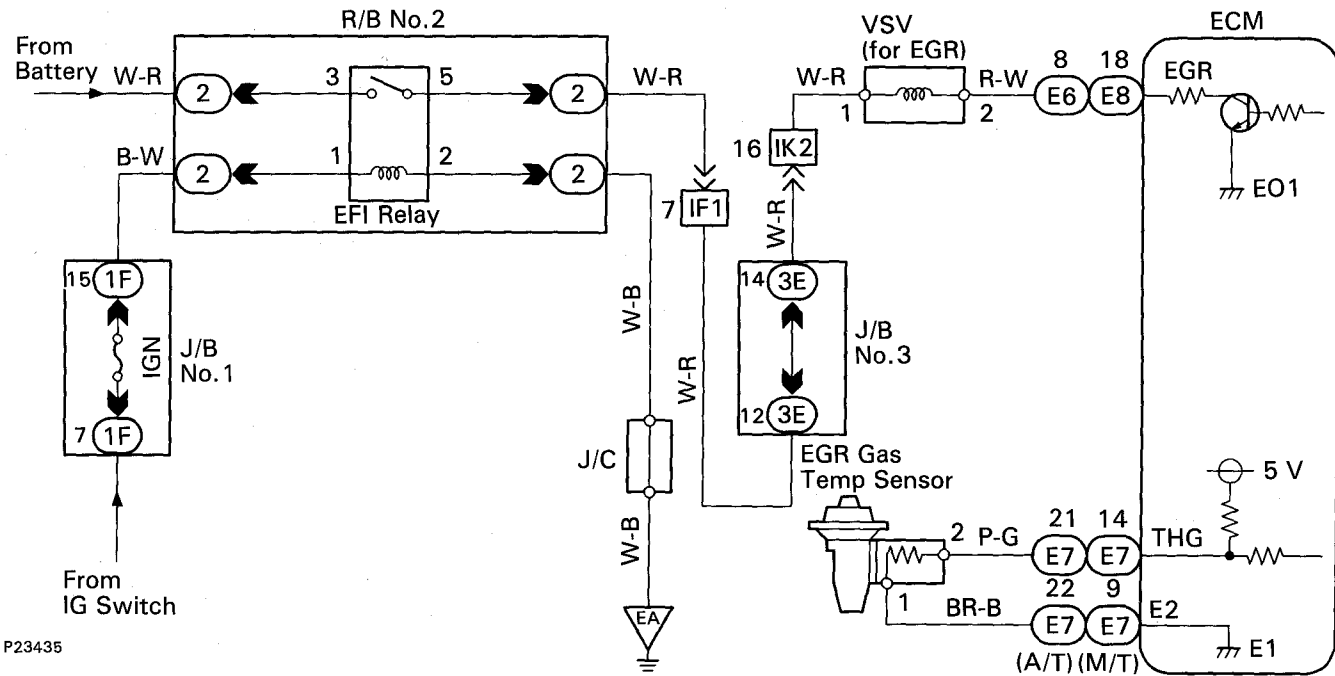 R/B No.2
From
Battery
W-R
2
3
5
2
W-R
B-W
2
1
2
2
EFI Relay
15
1F
IGN
J/B
No.1
7
1F
From
IG Switch
W-B
J/C
W-B
EA
7
IF1
W-R
16
IK2
W-R
W-R
14
3E
J/B
No.3
12
3E
VSV
(for EGR)
1
2
R-W
8
18
E6
E8
ECM
EGR
EO1
EGR Gas
Temp Sensor
2
P-G
21
14
E7
E7
THG
5 V
1
BR-B
22
9
E7
E7
E2
E1
(A/T)
(M/T)
P23435